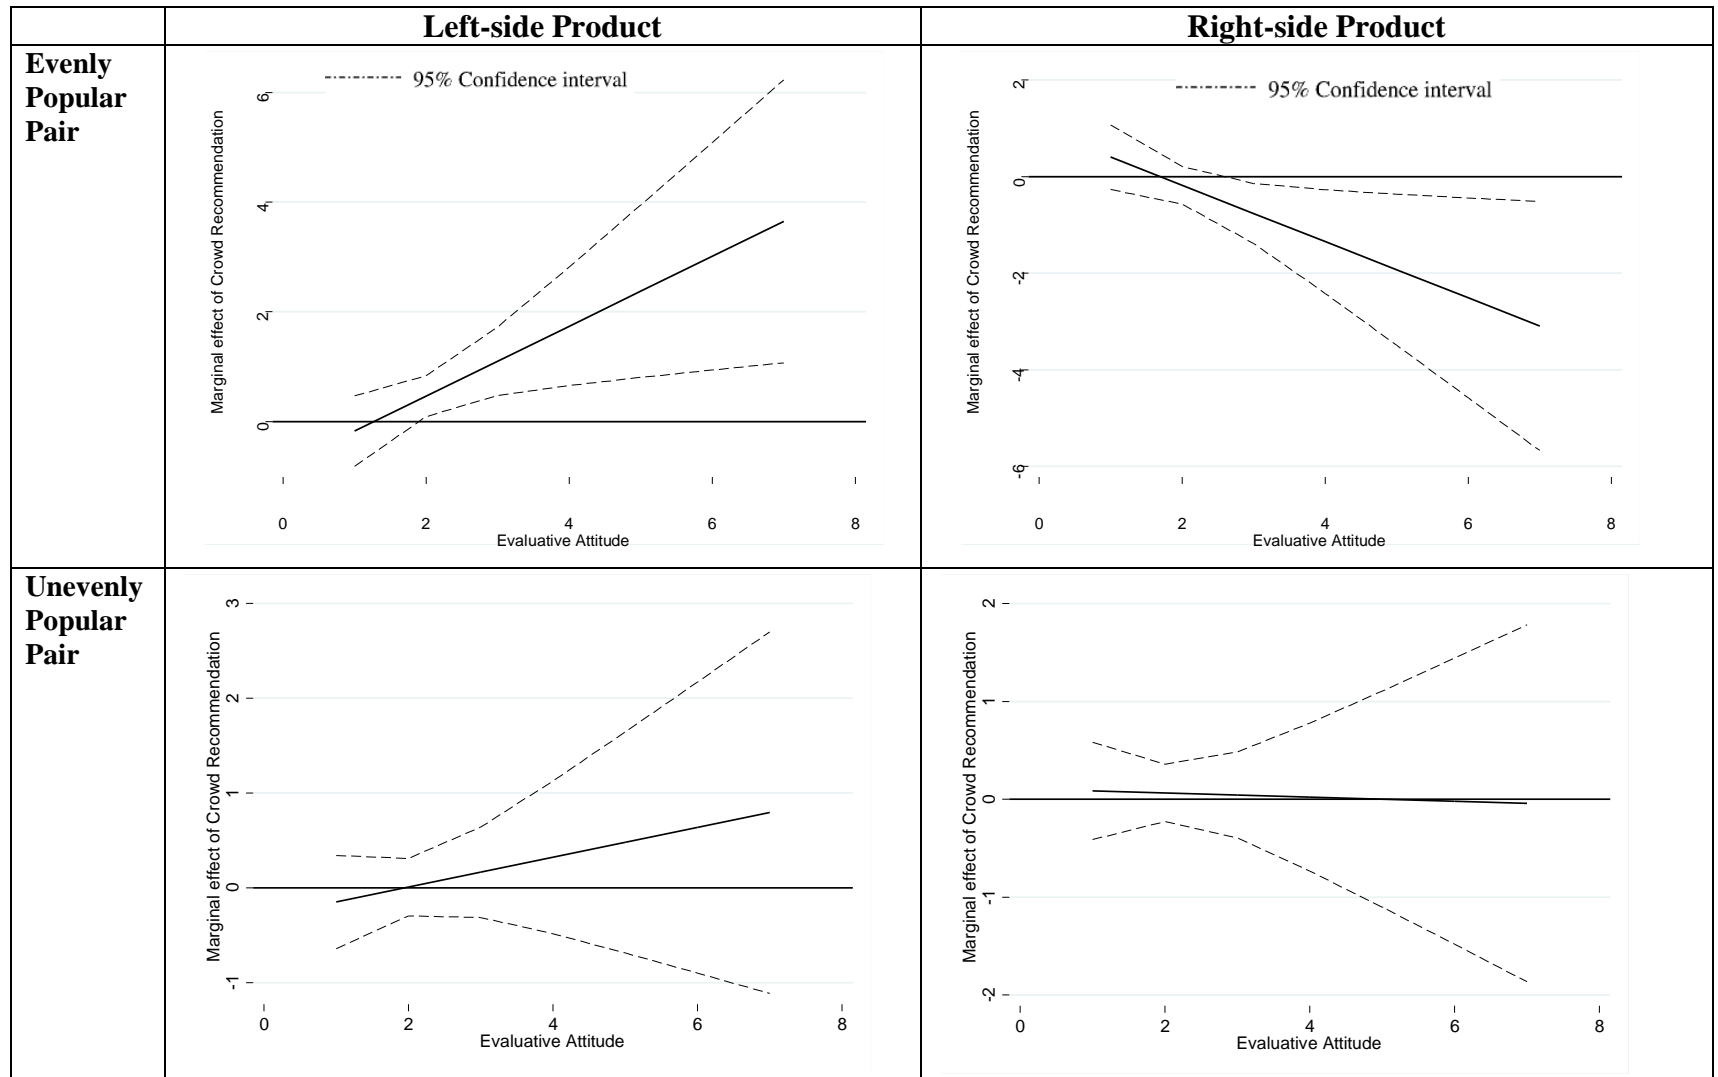 Left-side Product
Right-side Product
Evenly
Popular
Pair
95% Confidence interval
Marginal effect of Crowd Recommendation
6
4
2
0
0 2 4 6 8
Evaluative Attitude
95% Confidence interval
Marginal effect of Crowd Recommendation
2
0
-2
-4
-6
0 2 4 6 8
Evaluative Attitude
Unevenly
Popular
Pair
Marginal effect of Crowd Recommendation
3
2
1
0
-1
0 2 4 6 8
Evaluative Attitude
Marginal effect of Crowd Recommendation
2
1
0
-1
-2
0 2 4 6 8
Evaluative Attitude